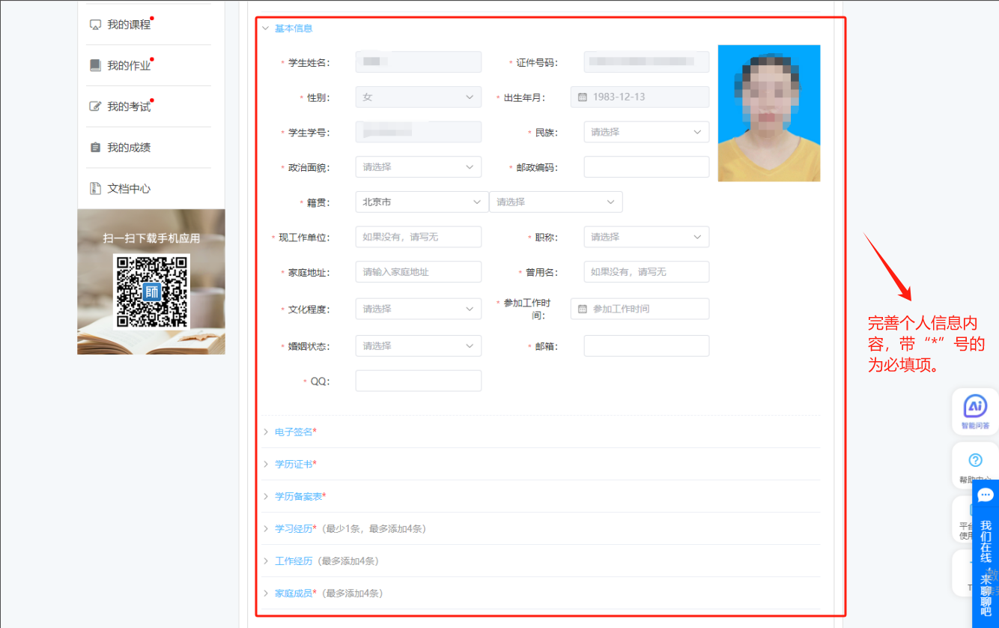 我的课程
我的作业
我的考试
我的成绩
文档中心
扫一扫下载手机应用
師
基本信息
* 学生姓名：
* 证件号码：
* 性别： 女
* 出生年月： 1983-12-13
* 学生学号：
* 民族： 请选择
* 政治面貌： 请选择
* 邮政编码：
* 籍贯： 北京市 请选择
* 现工作单位： 如果没有，请写无
* 职称： 请选择
* 家庭地址： 请输入家庭地址
* 曾用名： 如果没有，请写无
* 文化程度： 请选择
* 参加工作时
间： 参加工作时间
* 婚姻状态： 请选择
* 邮箱：
* QQ：
电子签名*
学历证书*
学历备案表*
学习经历*（最少1条，最多添加4条）
工作经历（最多添加4条）
家庭成员*（最多添加4条）
完善个人信息内
容，带“*”号的
为必填项。
Ai
智能问答
帮助中心
平台
使用
我们在线，来聊聊吧